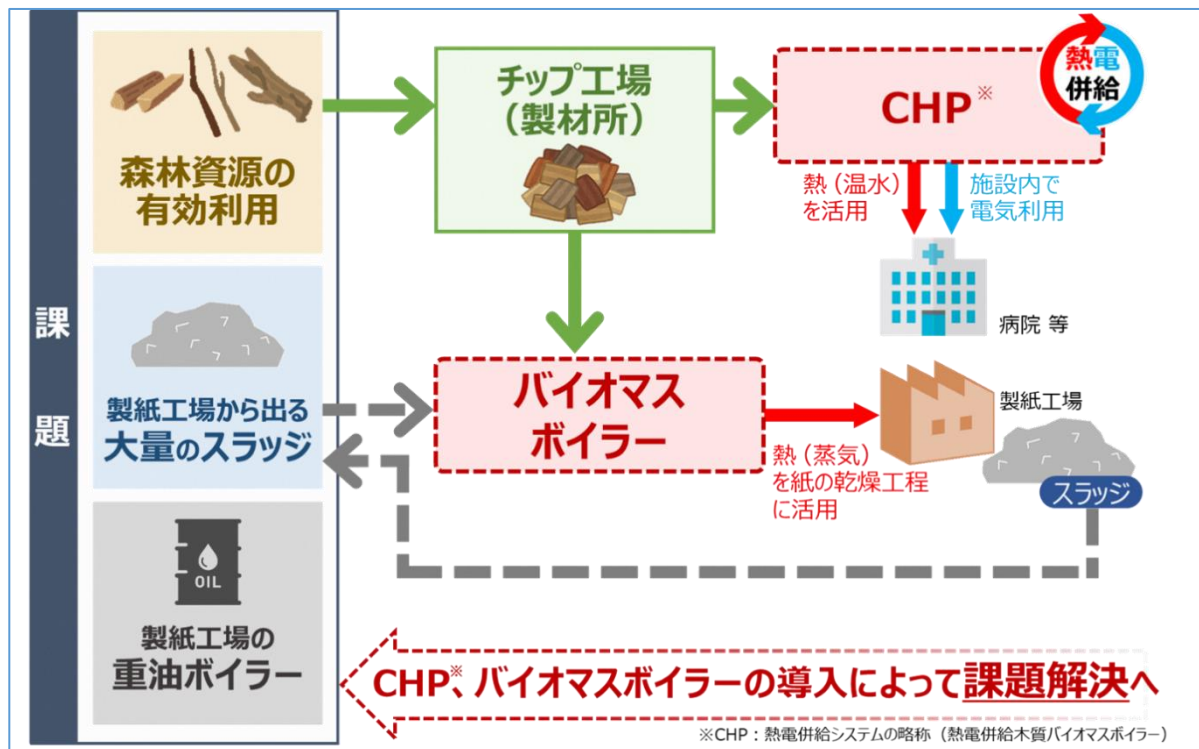 課題
森林資源の
有効利用
製紙工場から出る
大量のスラッジ
OIL
製紙工場の
重油ボイラー
チップ工場
（製材所）
CHP※
熱電
併給
熱（温水）
を活用
施設内で
電気利用
病院 等
バイオマス
ボイラー
熱（蒸気）
を紙の乾燥工程
に活用
製紙工場
スラッジ
CHP※、バイオマスボイラーの導入によって課題解決へ
※CHP：熱電併給システムの略称（熱電併給木質バイオマスボイラー）